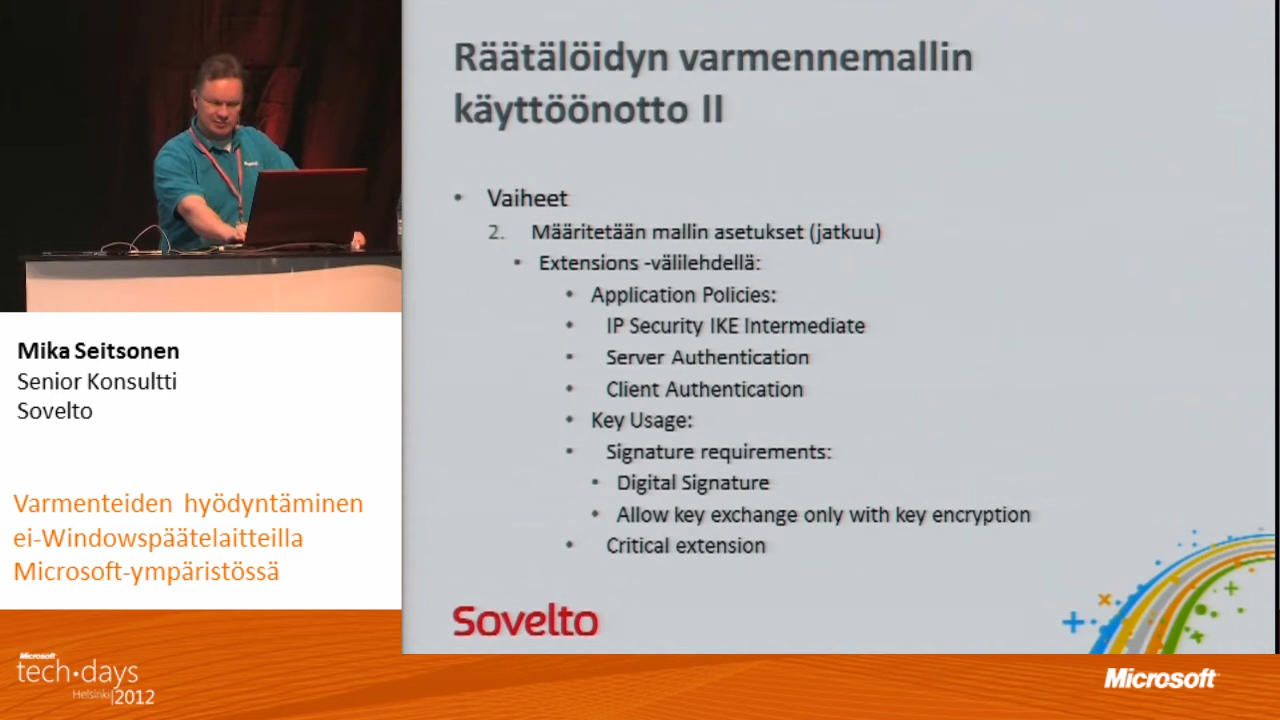 Räätälöidyn varmennemallin
käyttöönotto II
• Vaiheet
2. Määritetään mallin asetukset (jatkuu)
• Extensions -välilehdellä:
• Application Policies:
• IP Security IKE Intermediate
• Server Authentication
• Client Authentication
• Key Usage:
• Signature requirements:
• Digital Signature
• Allow key exchange only with key encryption
• Critical extension
Sovelto
Mika Seitsonen
Senior Konsultti
Sovelto
Varmenteiden hyödyntäminen
ei-Windowspäätelaitteilla
Microsoft-ympäristössä
Microsoft
tech·days
Helsinki|2012
Microsoft